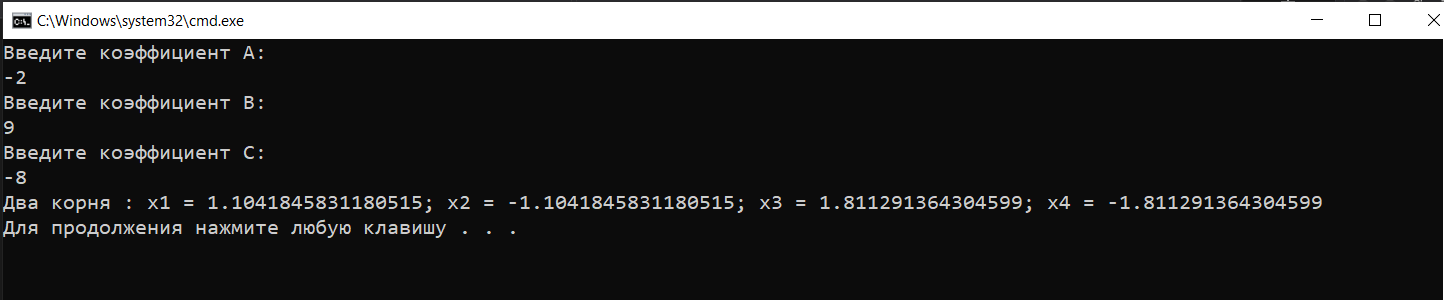 C:\Windows\system32\cmd.exe
Введите коэффициент A:
-2
Введите коэффициент B:
9
Введите коэффициент C:
-8
Два корня : x1 = 1.1041845831180515; x2 = -1.1041845831180515; x3 = 1.811291364304599; x4 = -1.811291364304599
Для продолжения нажмите любую клавишу . . .